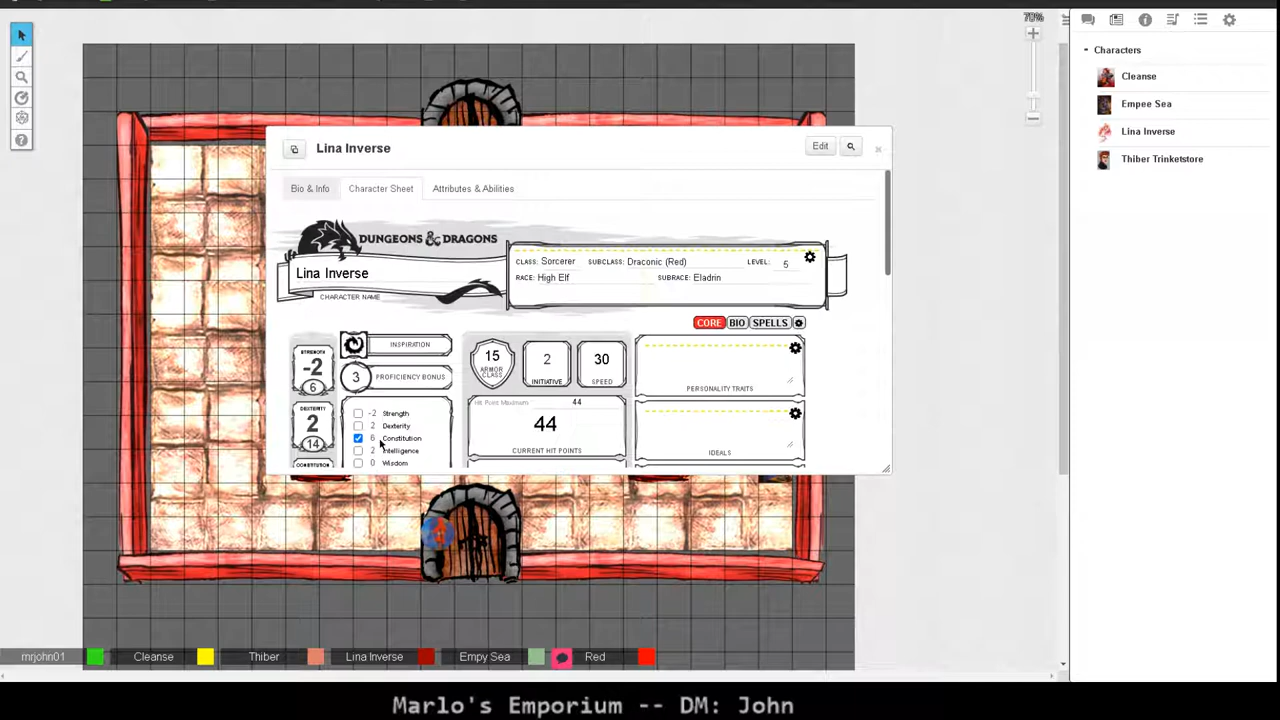 70%
Characters
Cleanse
Empee Sea
Lina Inverse
Thiber Trinketstore
Lina Inverse
Edit
Bio & Info
Character Sheet
Attributes & Abilities
DUNGEONS & DRAGONS
Lina Inverse
CHARACTER NAME
CLASS: Sorcerer SUBCLASS: Draconic (Red) LEVEL: 5
RACE: High Elf SUBRACE: Eladrin
CORE BIO SPELLS
STRENGTH
-2
6
DEXTERITY
2
14
CONSTITUTION
INSPIRATION
3 PROFICIENCY BONUS
-2 Strength
2 Dexterity
6 Constitution
2 Intelligence
0 Wisdom
15
ARMOR
CLASS
2
INITIATIVE
30
SPEED
Hit Point Maximum 44
44
CURRENT HIT POINTS
PERSONALITY TRAITS
IDEALS
mrjohn01
Cleanse
Thiber
Lina Inverse
Empy Sea
Red
Marlo's Emporium -- DM: John